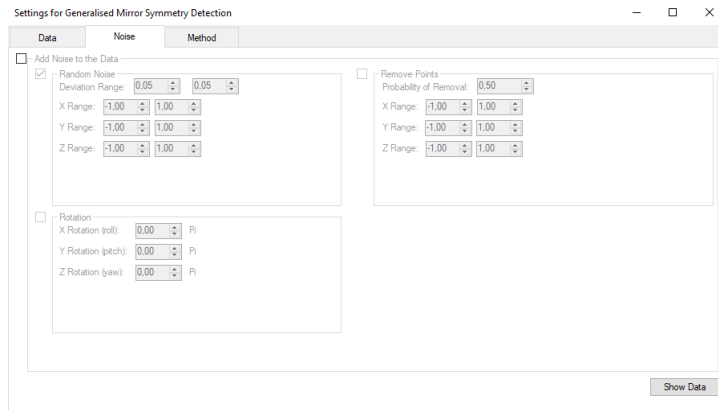 Settings for Generalised Mirror Symmetry Detection
Data Noise Method
Add Noise to the Data
Random Noise
Deviation Range: 0,05 0,05
X Range: -1,00 1,00
Y Range: -1,00 1,00
Z Range: -1,00 1,00
Remove Points
Probability of Removal: 0,50
X Range: -1,00 1,00
Y Range: -1,00 1,00
Z Range: -1,00 1,00
Rotation
X Rotation (roll): 0,00 Pi
Y Rotation (pitch): 0,00 Pi
Z Rotation (yaw): 0,00 Pi
Show Data